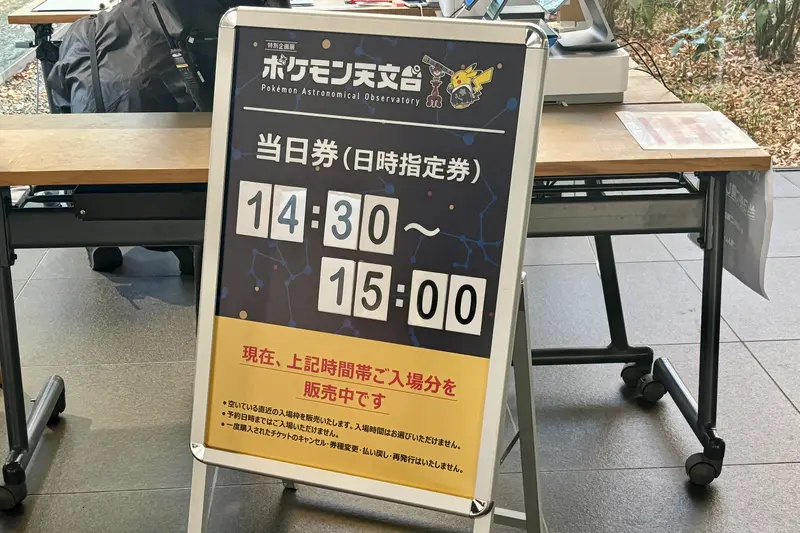 特別企画展
ポケモン天文台
Pokémon Astronomical Observatory
当日券（日時指定券）
14:30～
15:00
現在、上記時間帯ご入場分を
販売中です
●空いている直近の入場枠を販売いたします。入場時間はお選びいただけません。
●予約日時まではご入場いただけません。
●一度購入されたチケットのキャンセル・券種変更・払い戻し・再発行はいたしません。